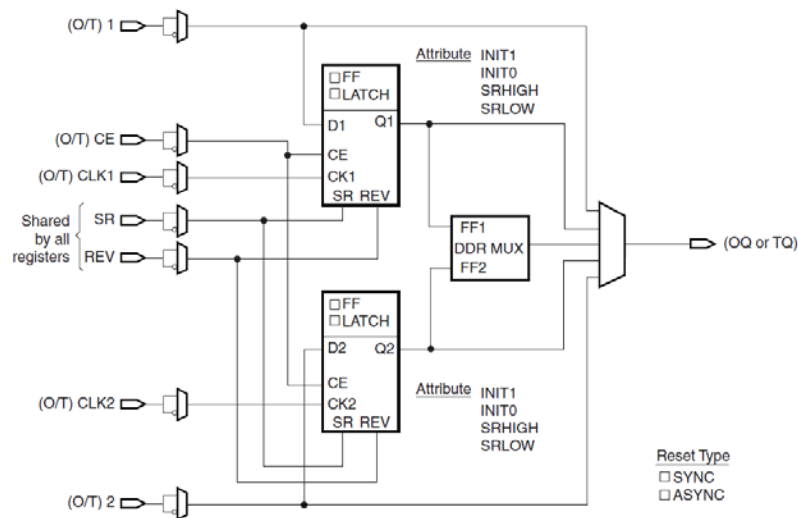 (O/T) 1
Attribute INIT1
INIT0
SRHIGH
SRLOW
FF
LATCH
D1 Q1
CE
CK1
SR REV
(O/T) CE
(O/T) CLK1
Shared
by all
registers
SR
REV
FF1
DDR MUX
FF2
(OQ or TQ)
FF
LATCH
D2 Q2
CE
CK2
SR REV
Attribute INIT1
INIT0
SRHIGH
SRLOW
(O/T) CLK2
(O/T) 2
Reset Type
SYNC
ASYNC